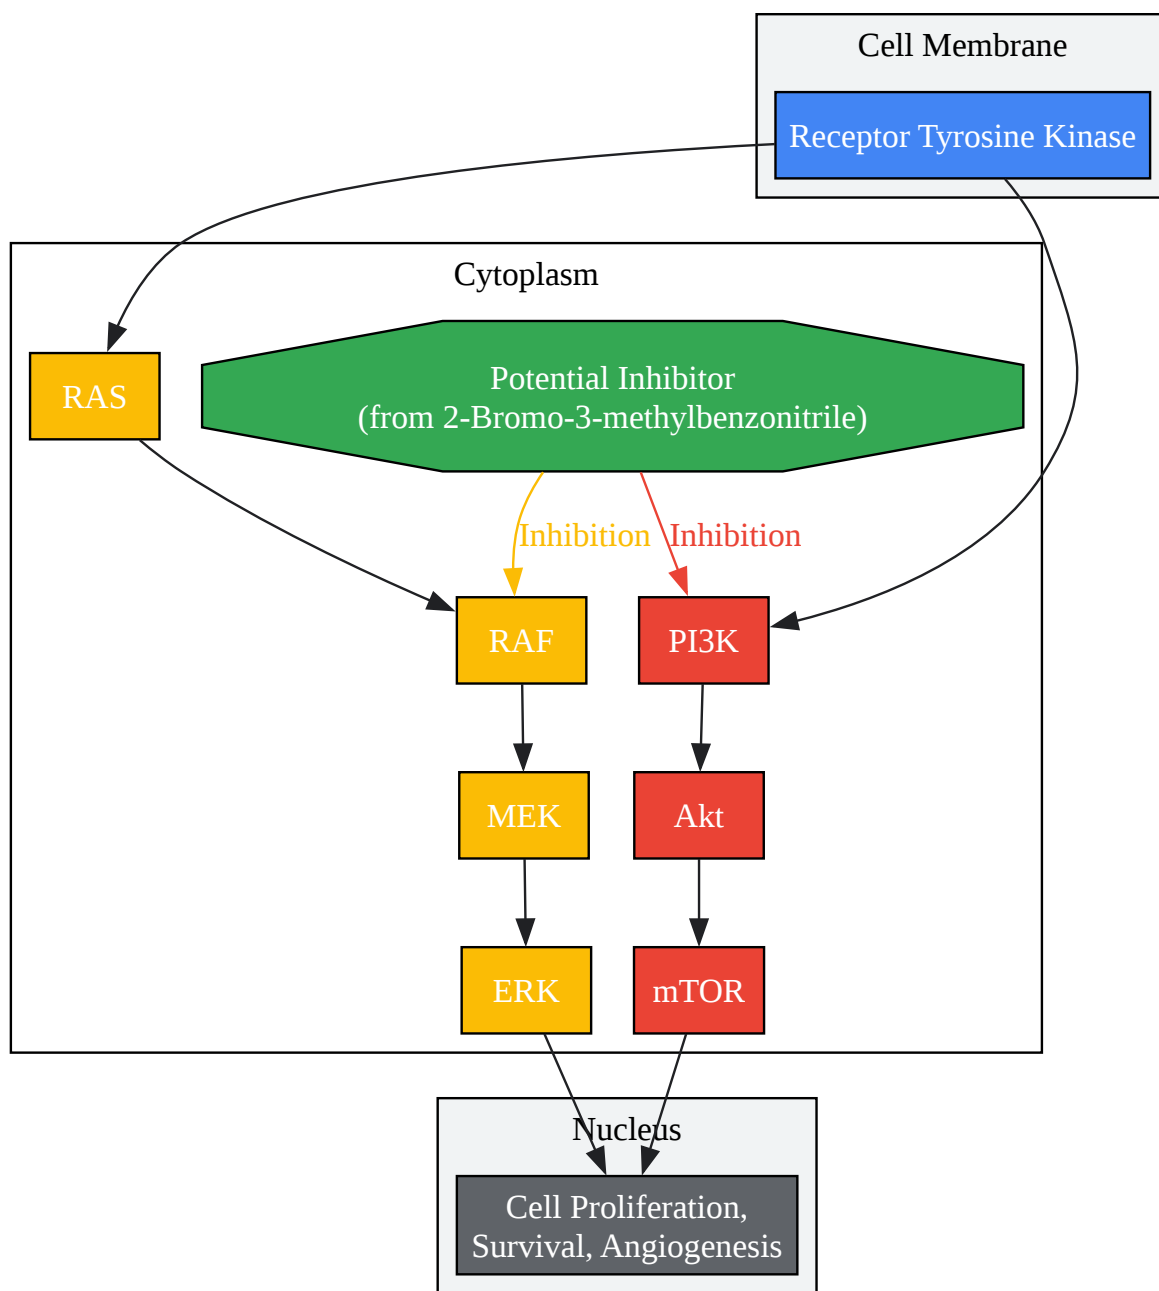 Cell Membrane
Receptor Tyrosine Kinase
Cytoplasm
RAS
Potential Inhibitor
(from 2-Bromo-3-methylbenzonitrile)
Inhibition
Inhibition
RAF
PI3K
MEK
Akt
ERK
mTOR
Nucleus
Cell Proliferation,
Survival, Angiogenesis